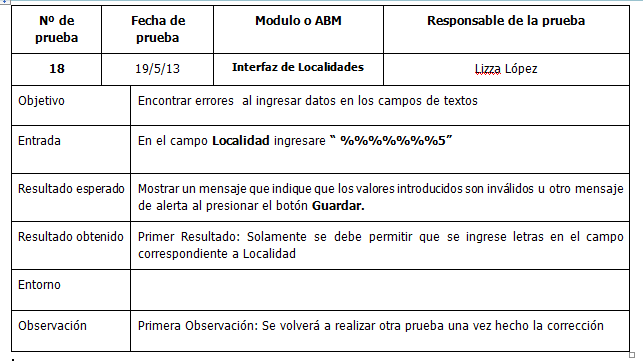 Nº de prueba Fecha de prueba Modulo o ABM Responsable de la prueba
18 19/5/13 Interfaz de Localidades Lizza López
Objetivo Encontrar errores al ingresar datos en los campos de textos
Entrada En el campo Localidad ingresare “ %%%%%%%5”
Resultado esperado Mostrar un mensaje que indique que los valores introducidos son inválidos u otro mensaje
de alerta al presionar el botón Guardar.
Resultado obtenido Primer Resultado: Solamente se debe permitir que se ingrese letras en el campo
correspondiente a Localidad
Entorno
Observación Primera Observación: Se volverá a realizar otra prueba una vez hecho la corrección